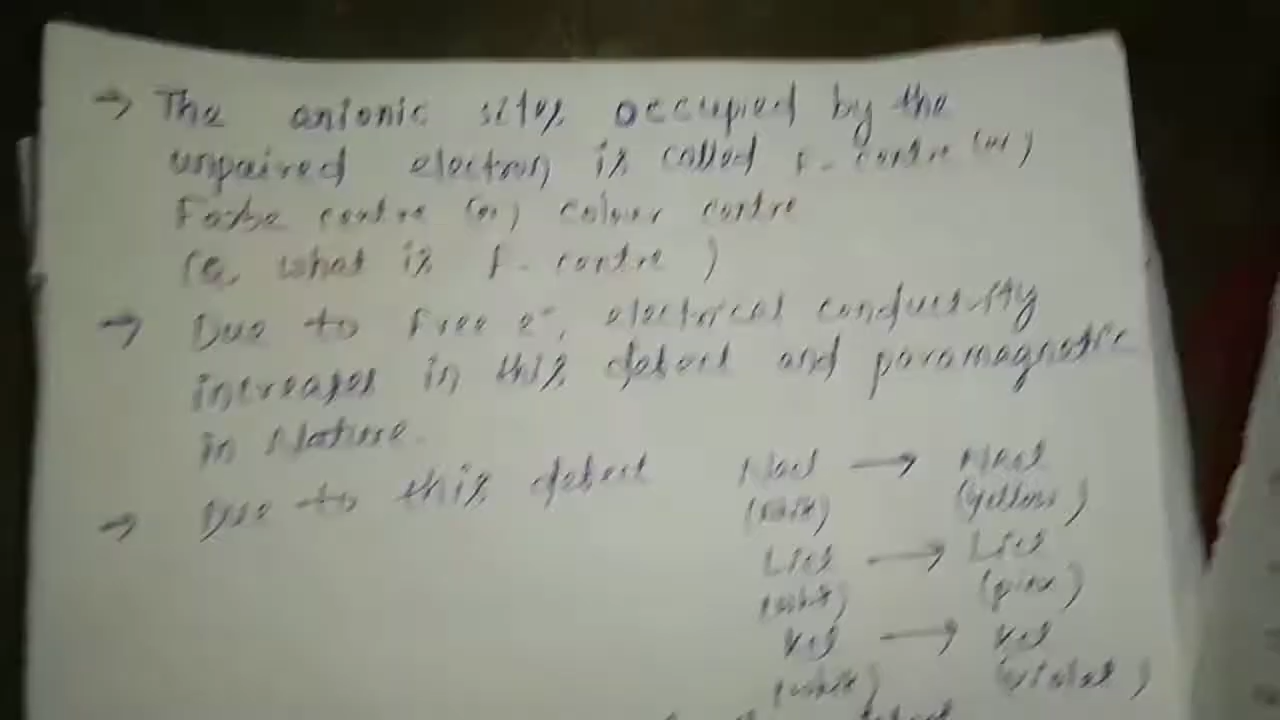 → The anionic sites occupied by the
unpaired electron is called F-centre (or)
Farbe centre (or) colour centre
(Q, what is F-centre )
→ Due to free e⁻, electrical conductivity
increases in this defect and paramagnetic
in Nature.
→ Due to this defect NaCl → NaCl
(white) (yellow)
LiCl → LiCl
(white) (pink)
KCl → KCl
(white) (violet)
defect